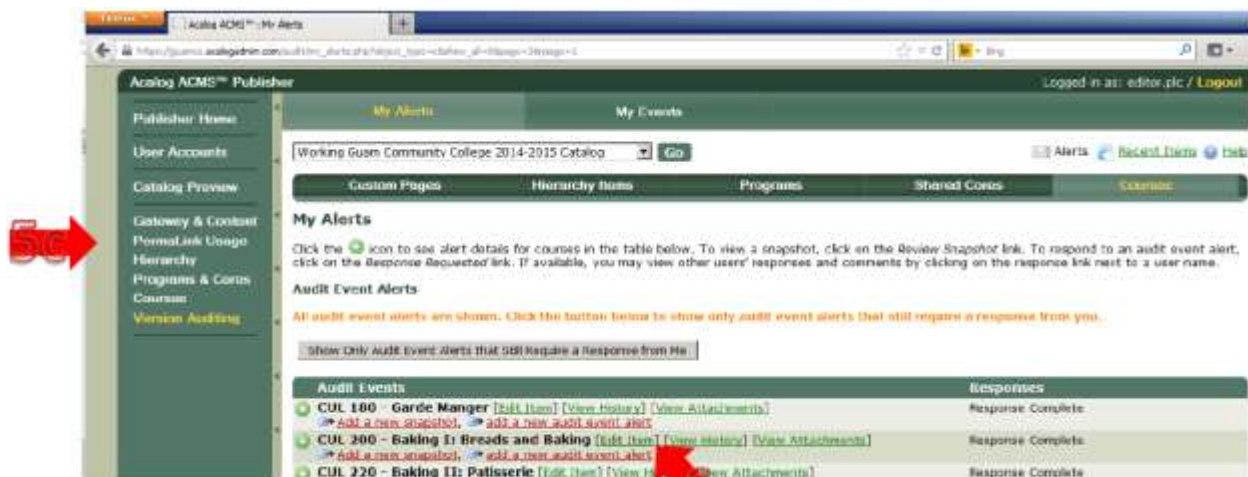 Acalog ACMS™ : My Alerts
Acalog ACMS™ Publisher
Logged in as: editor.plc / Logout
Publisher Home
My Alerts My Events
User Accounts
Working Guam Community College 2014-2015 Catalog Go
Alerts Recent Items Help
Catalog Preview
Custom Pages Hierarchy Items Programs Shared Cores Courses
Gateway & Content
PermaLink Usage
Hierarchy
Programs & Cores
Courses
Version Auditing
5c
My Alerts
Click the icon to see alert details for courses in the table below. To view a snapshot, click on the Review Snapshot link. To respond to an audit event alert,
click on the Response Requested link. If available, you may view other users' responses and comments by clicking on the response link next to a user name.
Audit Event Alerts
All audit event alerts are shown. Click the button below to show only audit event alerts that still require a response from you.
Show Only Audit Event Alerts that Still Require a Response from Me
Audit Events Responses
CUL 180 - Garde Manger [Edit Item] [View History] [View Attachments] Response Complete
Add a new snapshot, add a new audit event alert
CUL 200 - Baking I: Breads and Baking [Edit Item] [View History] [View Attachments] Response Complete
Add a new snapshot, add a new audit event alert
CUL 220 - Baking II: Patisserie [Edit Item] [View View Attachments] Response Complete